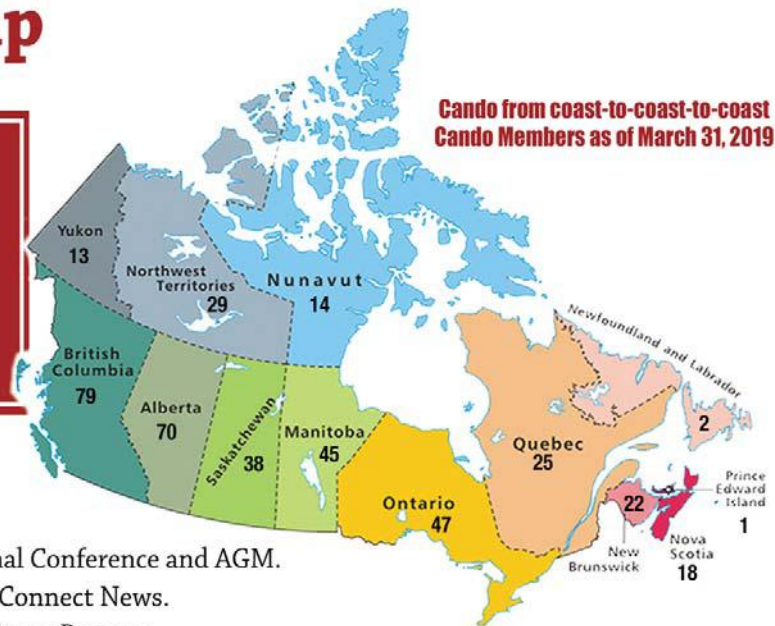 Cando from coast-to-coast-to-coast
Cando Members as of March 31, 2019
Yukon
13
Northwest
Territories
29
Nunavut
14
British
Columbia
79
Alberta
70
Saskatchewan
38
Manitoba
45
Ontario
47
Quebec
25
Newfoundland and Labrador
2
Prince
Edward
Island
1
22
New
Brunswick
Nova
Scotia
18
Conference and AGM.
Connect News.